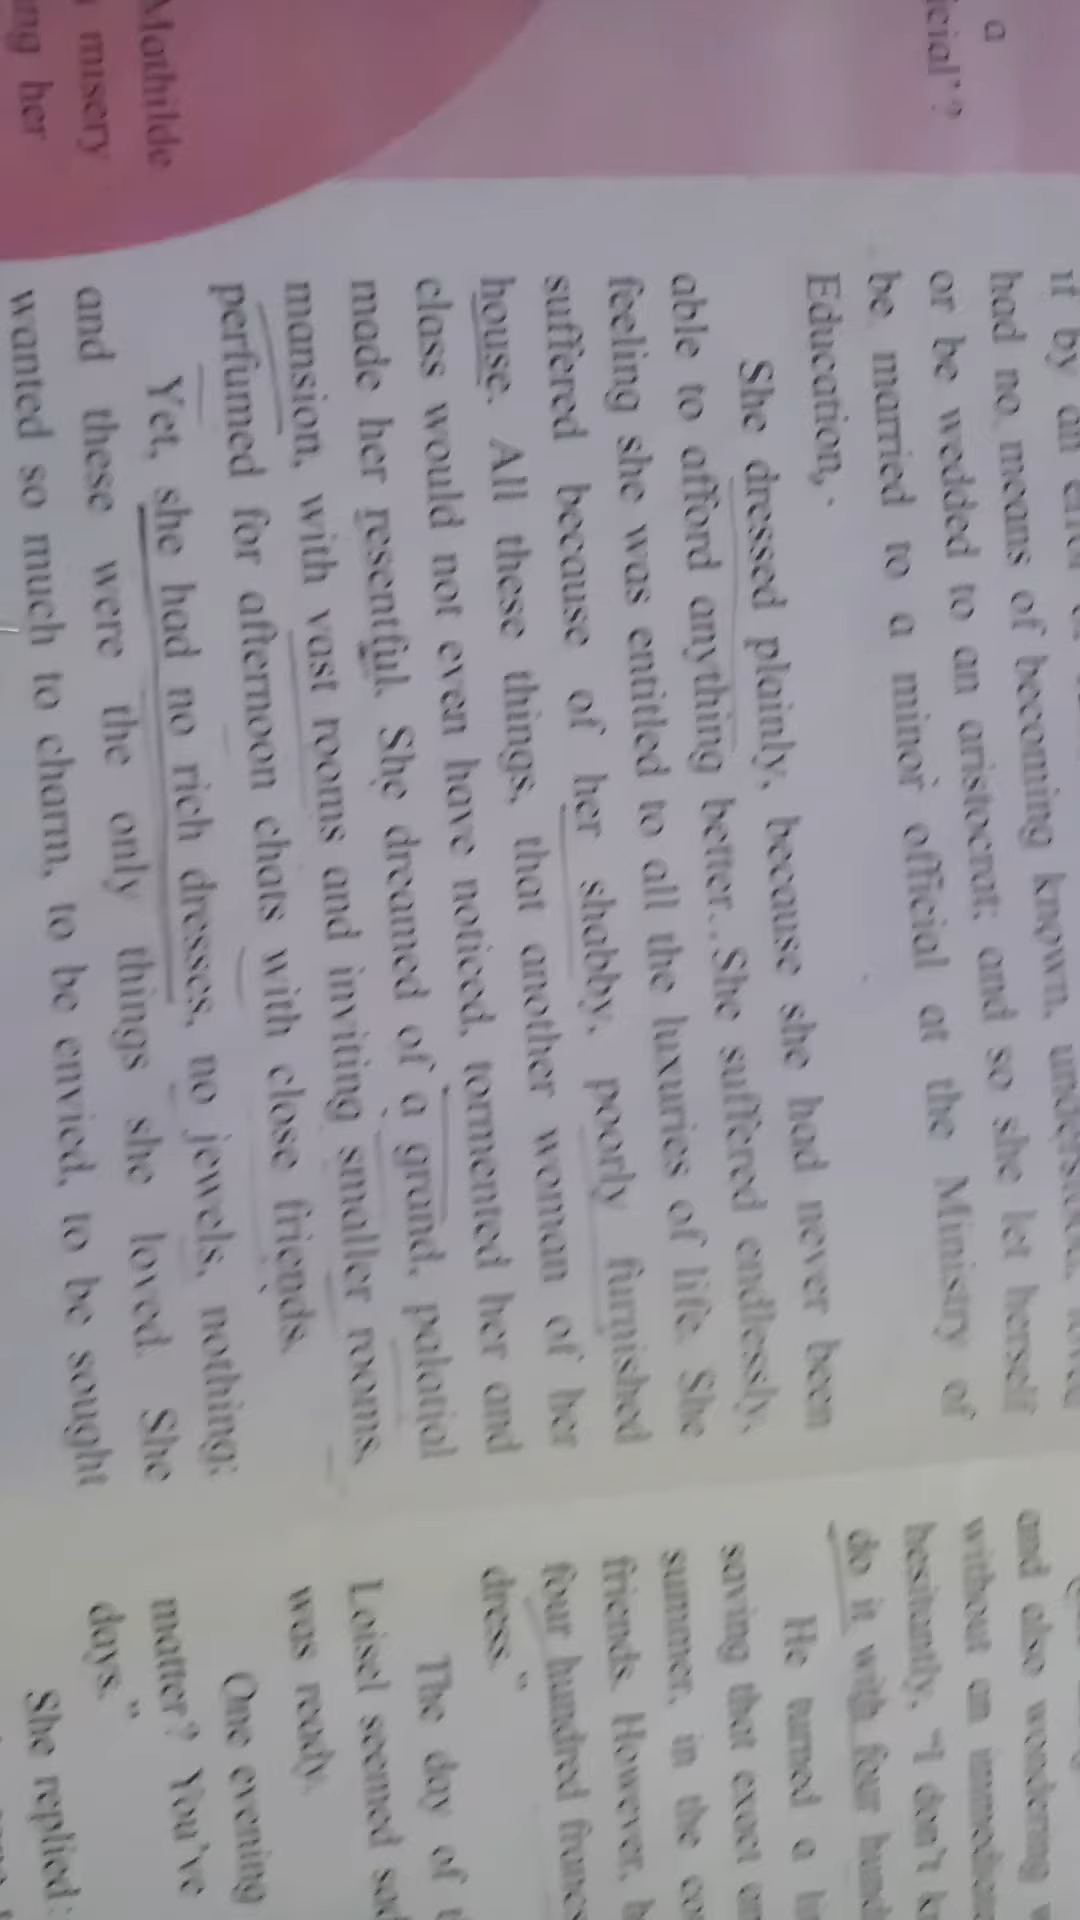 a
icial'?
Mathilde
misery
ing her
it by an
had no means of becoming known, understood, loved
or be wedded to an aristocrat; and so she let herself
be married to a minor official at the Ministry of
Education,
She dressed plainly, because she had never been
able to afford anything better. She suffered endlessly,
feeling she was entitled to all the luxuries of life. She
suffered because of her shabby, poorly furnished
house. All these things, that another woman of her
class would not even have noticed, tormented her and
made her resentful. She dreamed of a grand, palatial
mansion, with vast rooms and inviting smaller rooms,
perfumed for afternoon chats with close friends.
Yet, she had no rich dresses, no jewels, nothing;
and these were the only things she loved. She
wanted so much to charm, to be envied, to be sought
and also wondering
without an immediate
hesitantly, "I don't
do it with four
He turned a
saving that exact
summer, in the
friends. However,
four hundred francs
dress."
The day of
Loisel seemed sad
was ready.
One evening
matter? You've
days."
She replied: